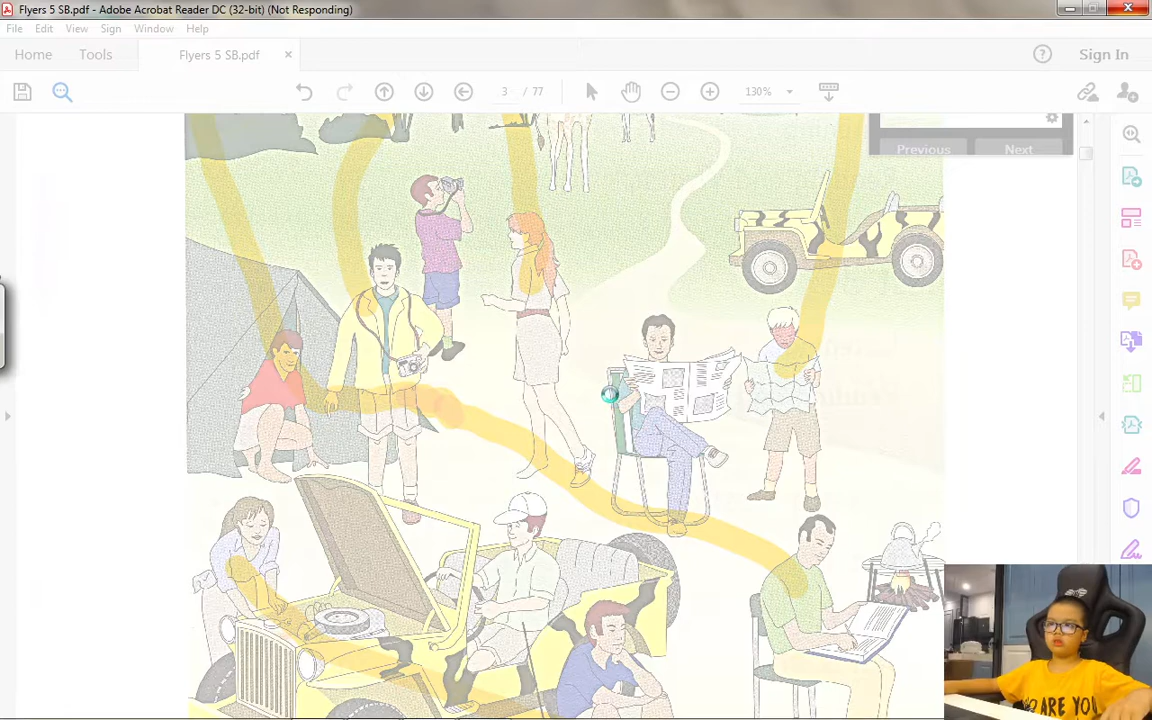 Flyers 5 SB.pdf - Adobe Acrobat Reader DC (32-bit) (Not Responding)
File Edit View Sign Window Help
Home Tools Flyers 5 SB.pdf × Sign In
3 / 77 130%
Previous Next
ARE YOU